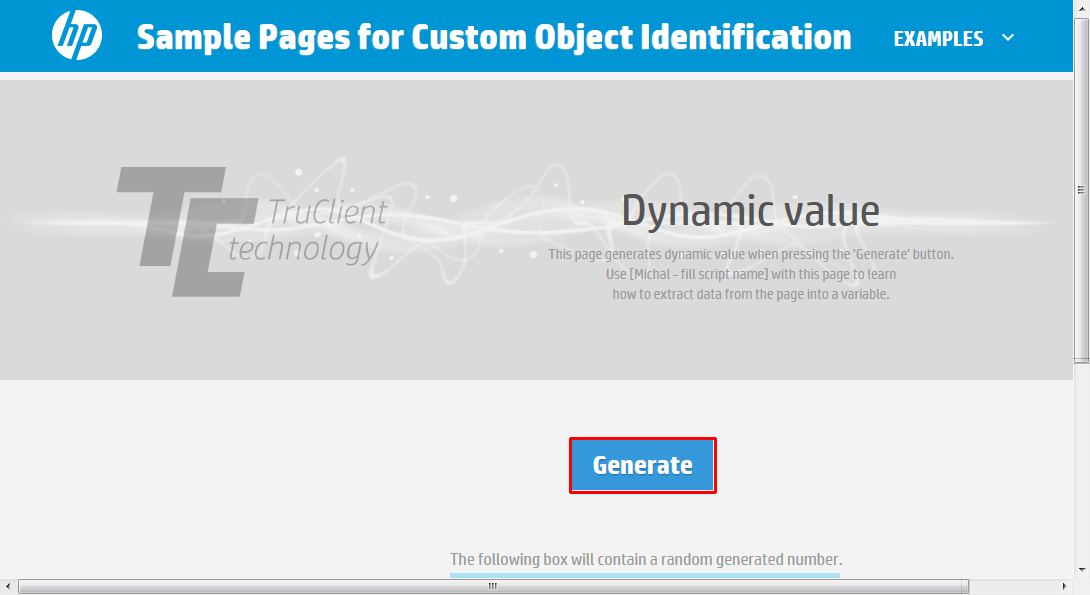 hp
Sample Pages for Custom Object Identification
EXAMPLES
TC
TruClient
technology
Dynamic value
This page generates dynamic value when pressing the 'Generate' button.
Use [Michal - fill script name] with this page to learn
how to extract data from the page into a variable.
Generate
The following box will contain a random generated number.